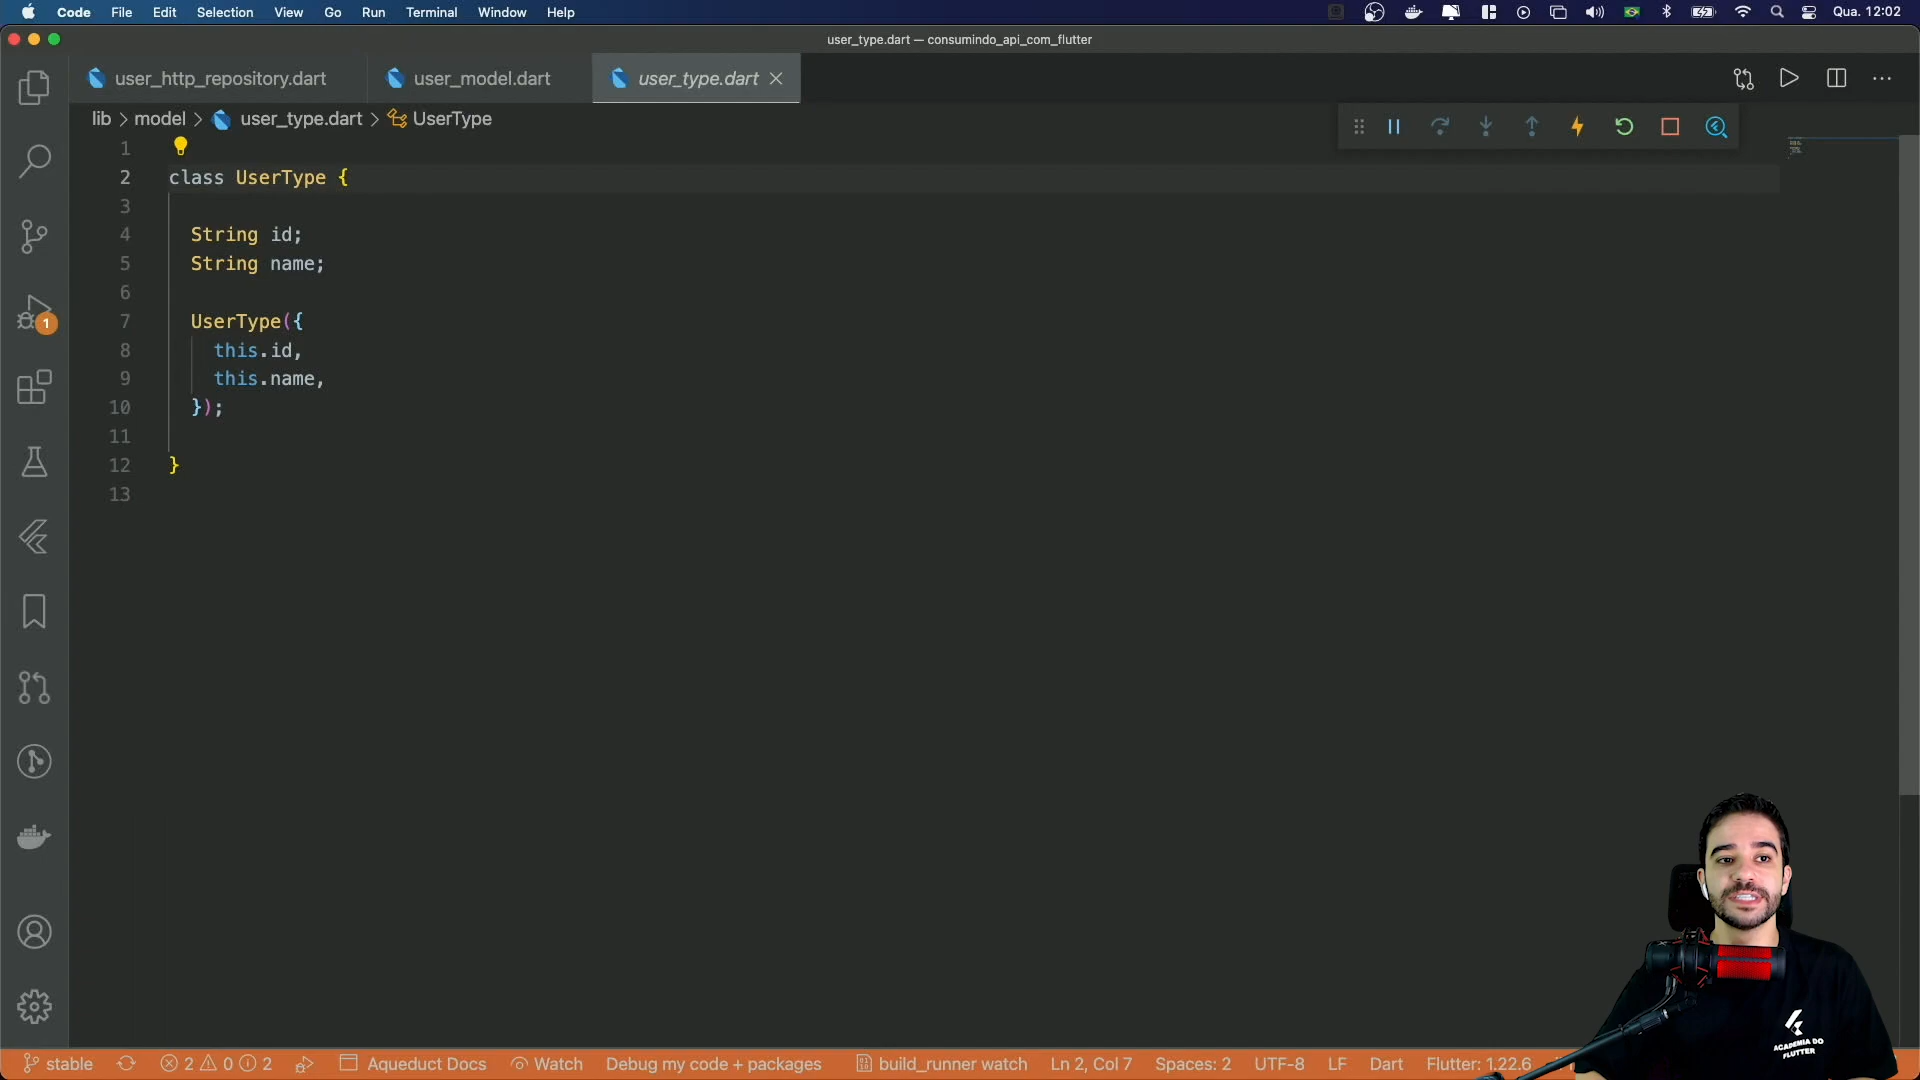 Code File Edit Selection View Go Run Terminal Window Help Qua. 12:02
user_type.dart — consumindo_api_com_flutter
user_http_repository.dart user_model.dart user_type.dart
lib > model > user_type.dart > UserType
1
2 class UserType {
3
4 String id;
5 String name;
6
7 UserType({
8 this.id,
9 this.name,
10 });
11
12 }
13
1
ACADEMIA DO
FLUTTER
stable 2 0 2 Aqueduct Docs Watch Debug my code + packages build_runner watch Ln 2, Col 7 Spaces: 2 UTF-8 LF Dart Flutter: 1.22.6